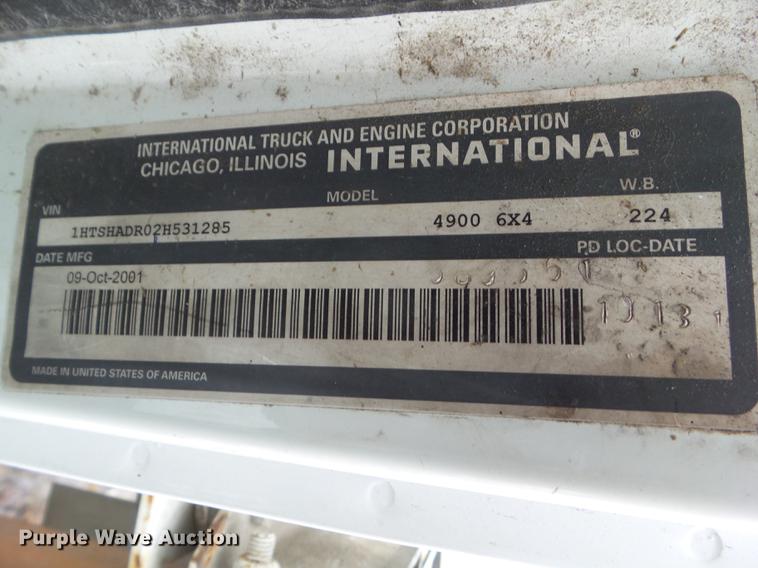 INTERNATIONAL TRUCK AND ENGINE CORPORATION
CHICAGO, ILLINOIS INTERNATIONAL®
VIN MODEL W.B.
1HTSHADR02H531285 4900 6X4 224
DATE MFG PD LOC-DATE
09-Oct-2001
MADE IN UNITED STATES OF AMERICA
Purple Wave Auction